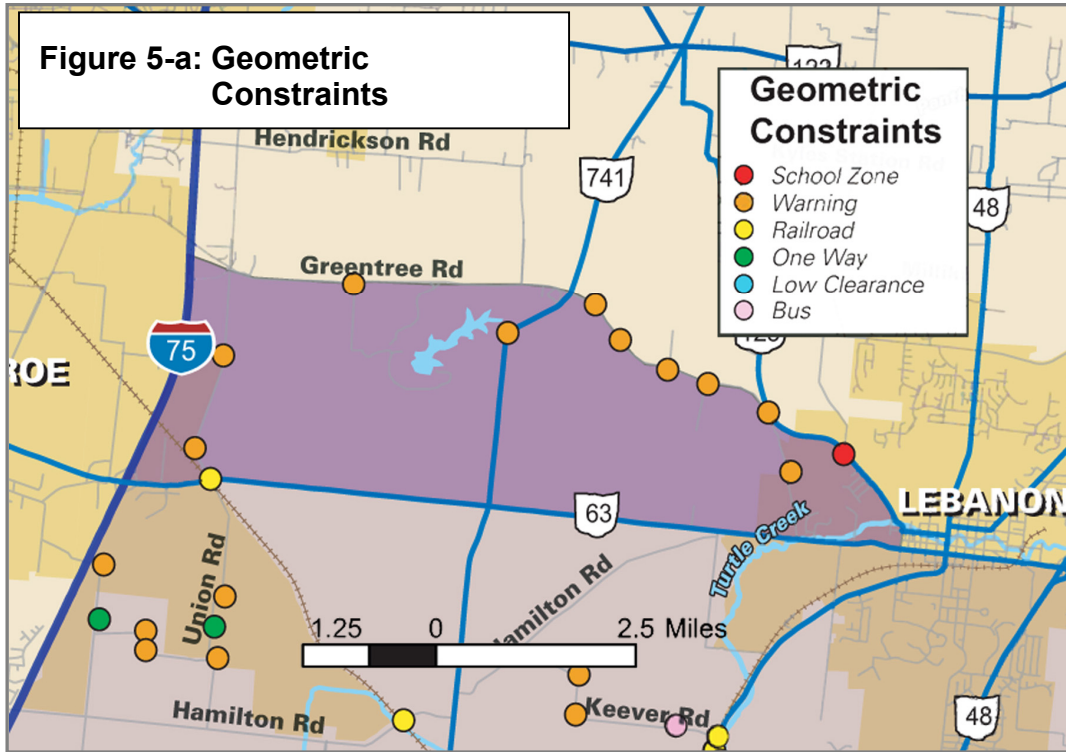 Figure 5-a: Geometric
Constraints
Geometric
Constraints
School Zone
Warning
Railroad
One Way
Low Clearance
Bus
Hendrickson Rd
741
48
Greentree Rd
75
ROE
LEBANON
63
Turtle Creek
Union Rd
Hamilton Rd
1.25 0 2.5 Miles
Hamilton Rd
Keever Rd
48